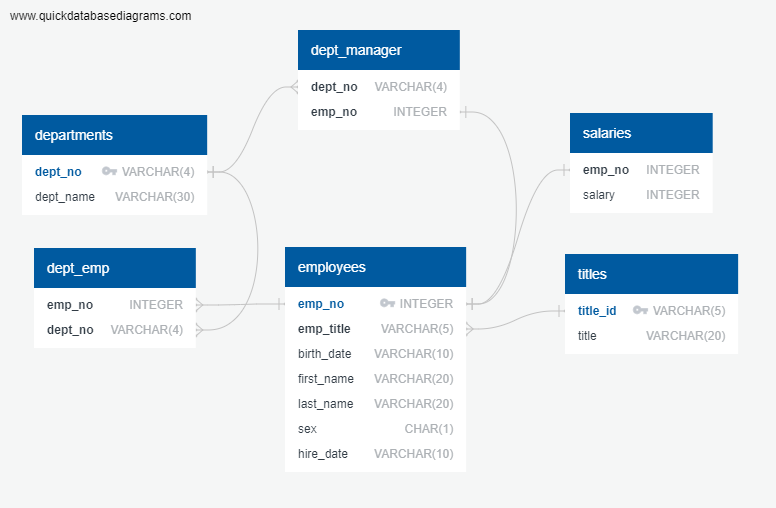 www.quickdatabasediagrams.com
dept_manager
dept_no VARCHAR(4)
emp_no INTEGER
departments
dept_no VARCHAR(4)
dept_name VARCHAR(30)
salaries
emp_no INTEGER
salary INTEGER
dept_emp
emp_no INTEGER
dept_no VARCHAR(4)
employees
emp_no INTEGER
emp_title VARCHAR(5)
birth_date VARCHAR(10)
first_name VARCHAR(20)
last_name VARCHAR(20)
sex CHAR(1)
hire_date VARCHAR(10)
titles
title_id VARCHAR(5)
title VARCHAR(20)